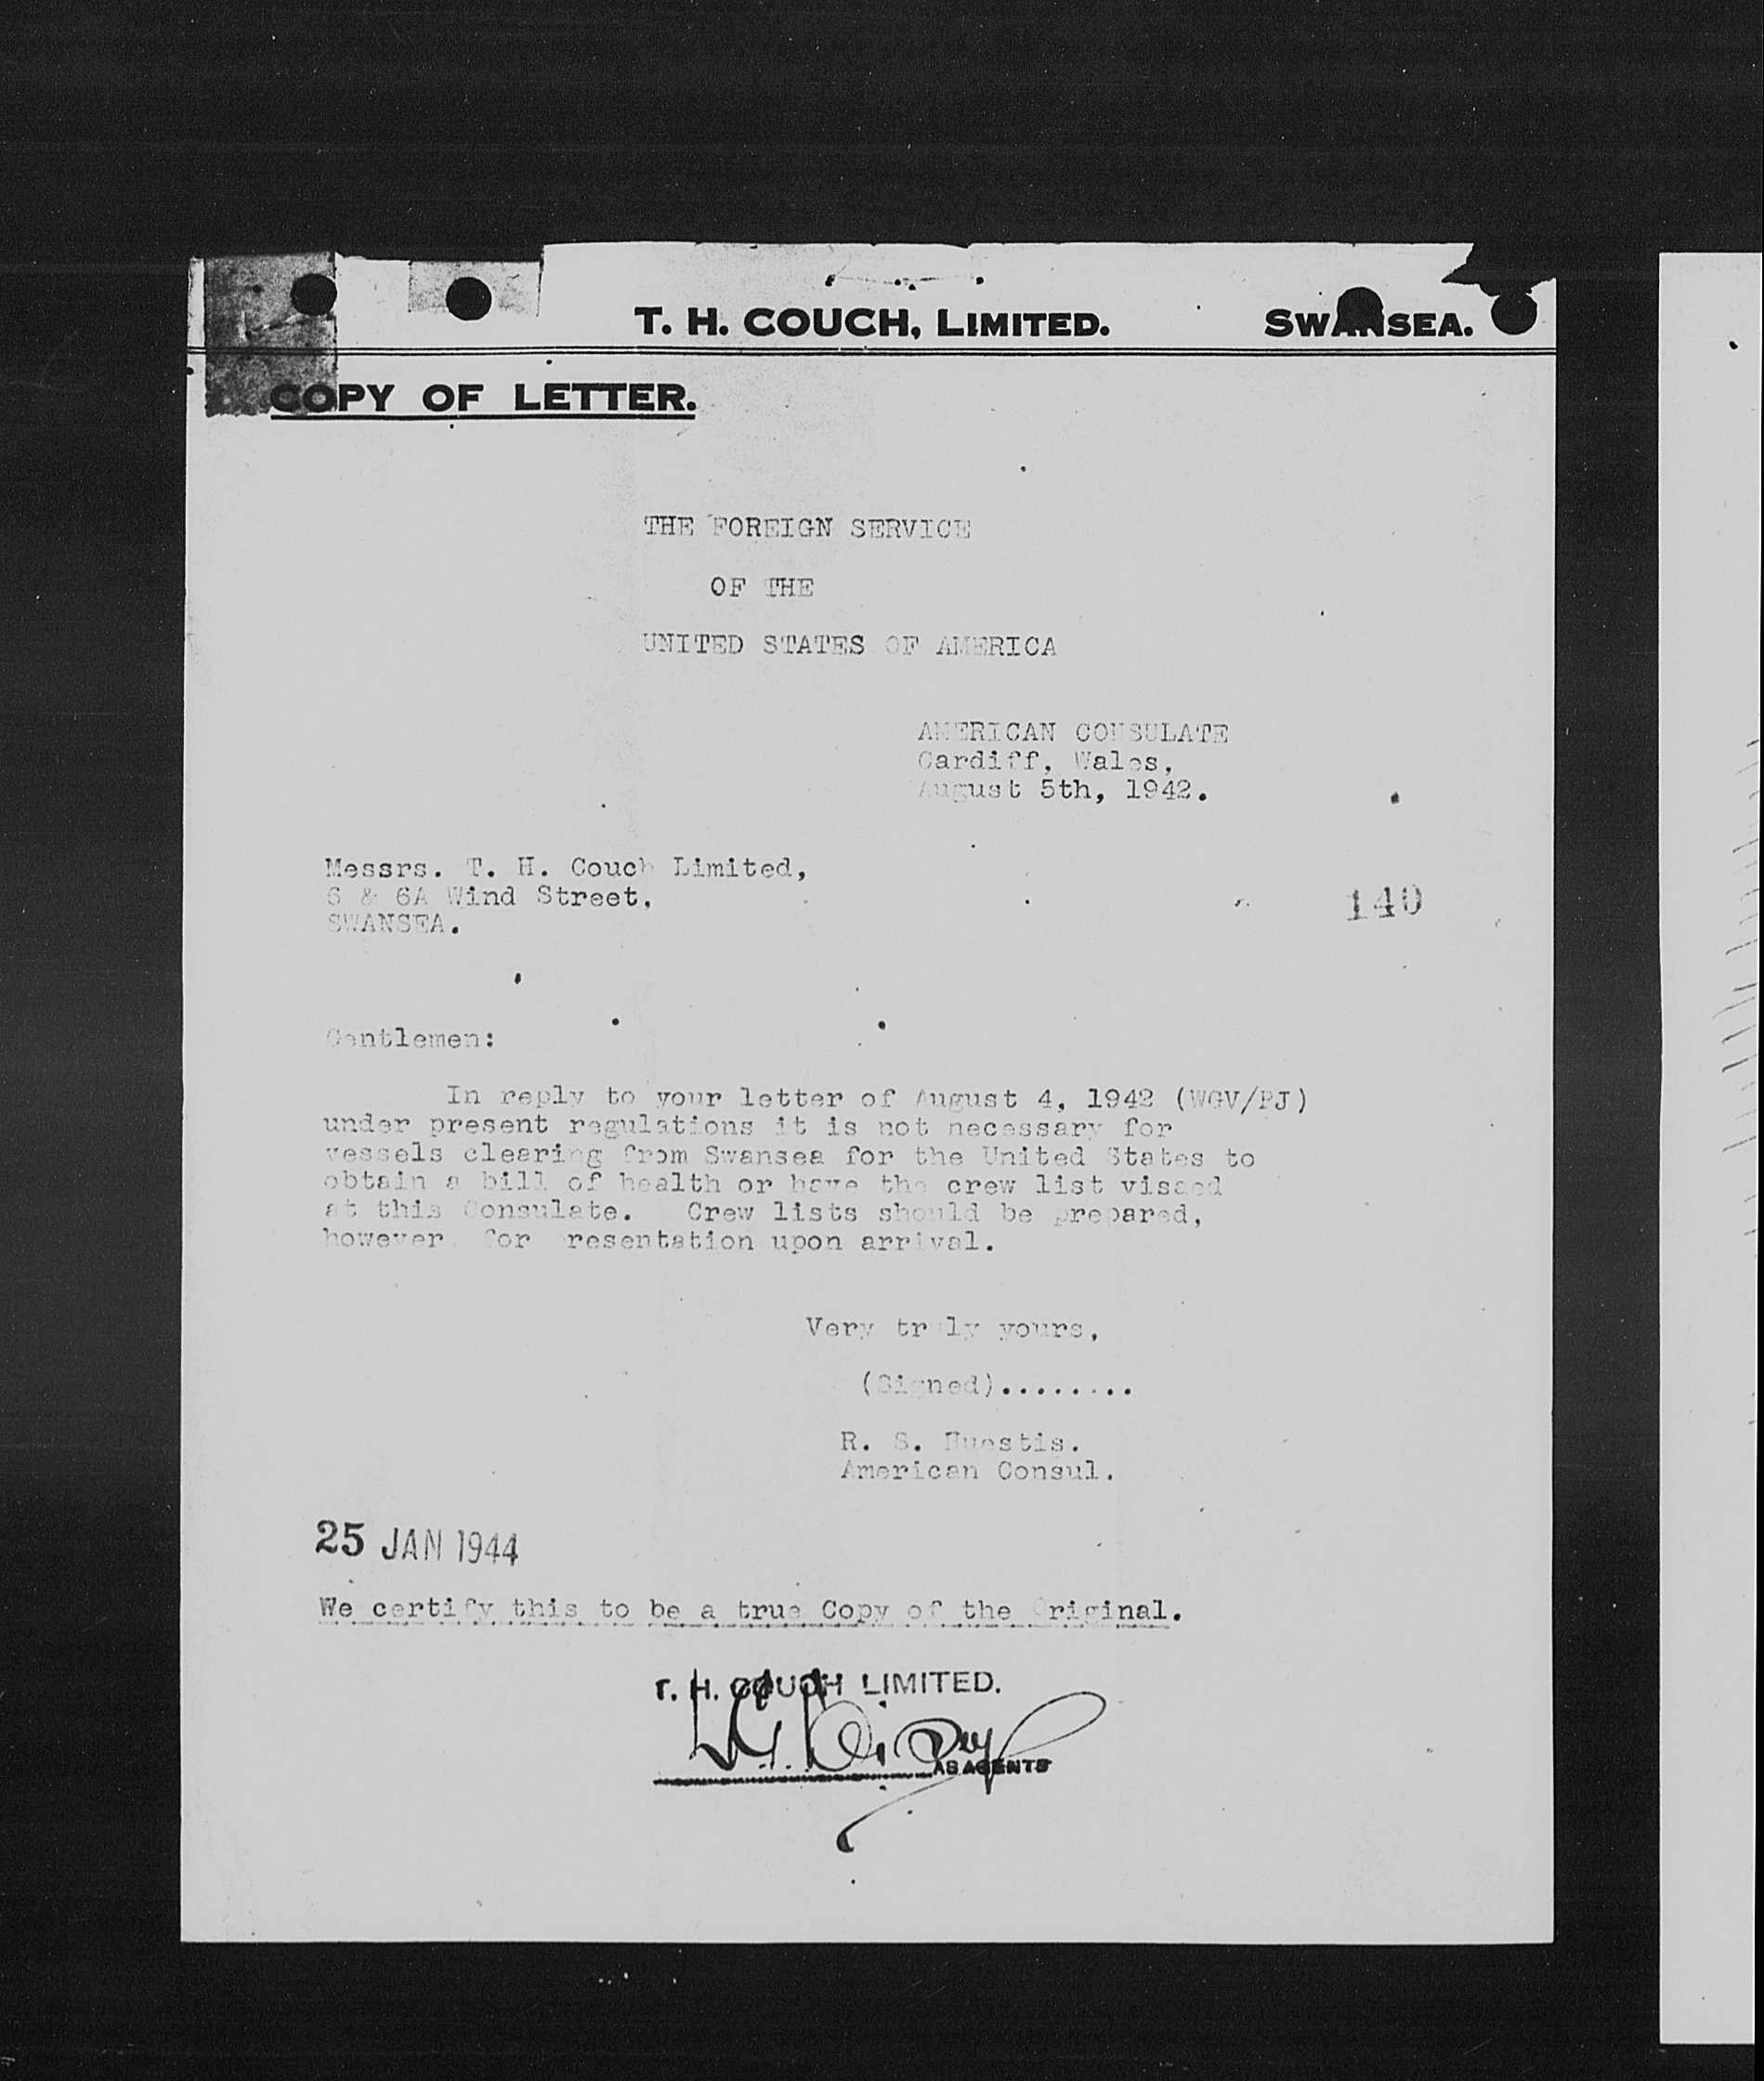 T. H. COUCH, LIMITED. SWANSEA.
COPY OF LETTER.
THE FOREIGN SERVICE
OF THE
UNITED STATES OF AMERICA
AMERICAN CONSULATE
Cardiff, Wales,
August 5th, 1942.
Messrs. T. H. Couch Limited,
6 & 6A Wind Street,
SWANSEA.
140
Gentlemen:
In reply to your letter of August 4, 1942 (WGV/PJ)
under present regulations it is not necessary for
vessels clearing from Swansea for the United States to
obtain a bill of health or have the crew list visaed
at this Consulate. Crew lists should be prepared,
however for presentation upon arrival.
Very truly yours,
(Signed)........
R. S. Huestis.
American Consul.
25 JAN 1944
We certify this to be a true Copy of the Original.
T. H. COUCH LIMITED.
AS AGENTS